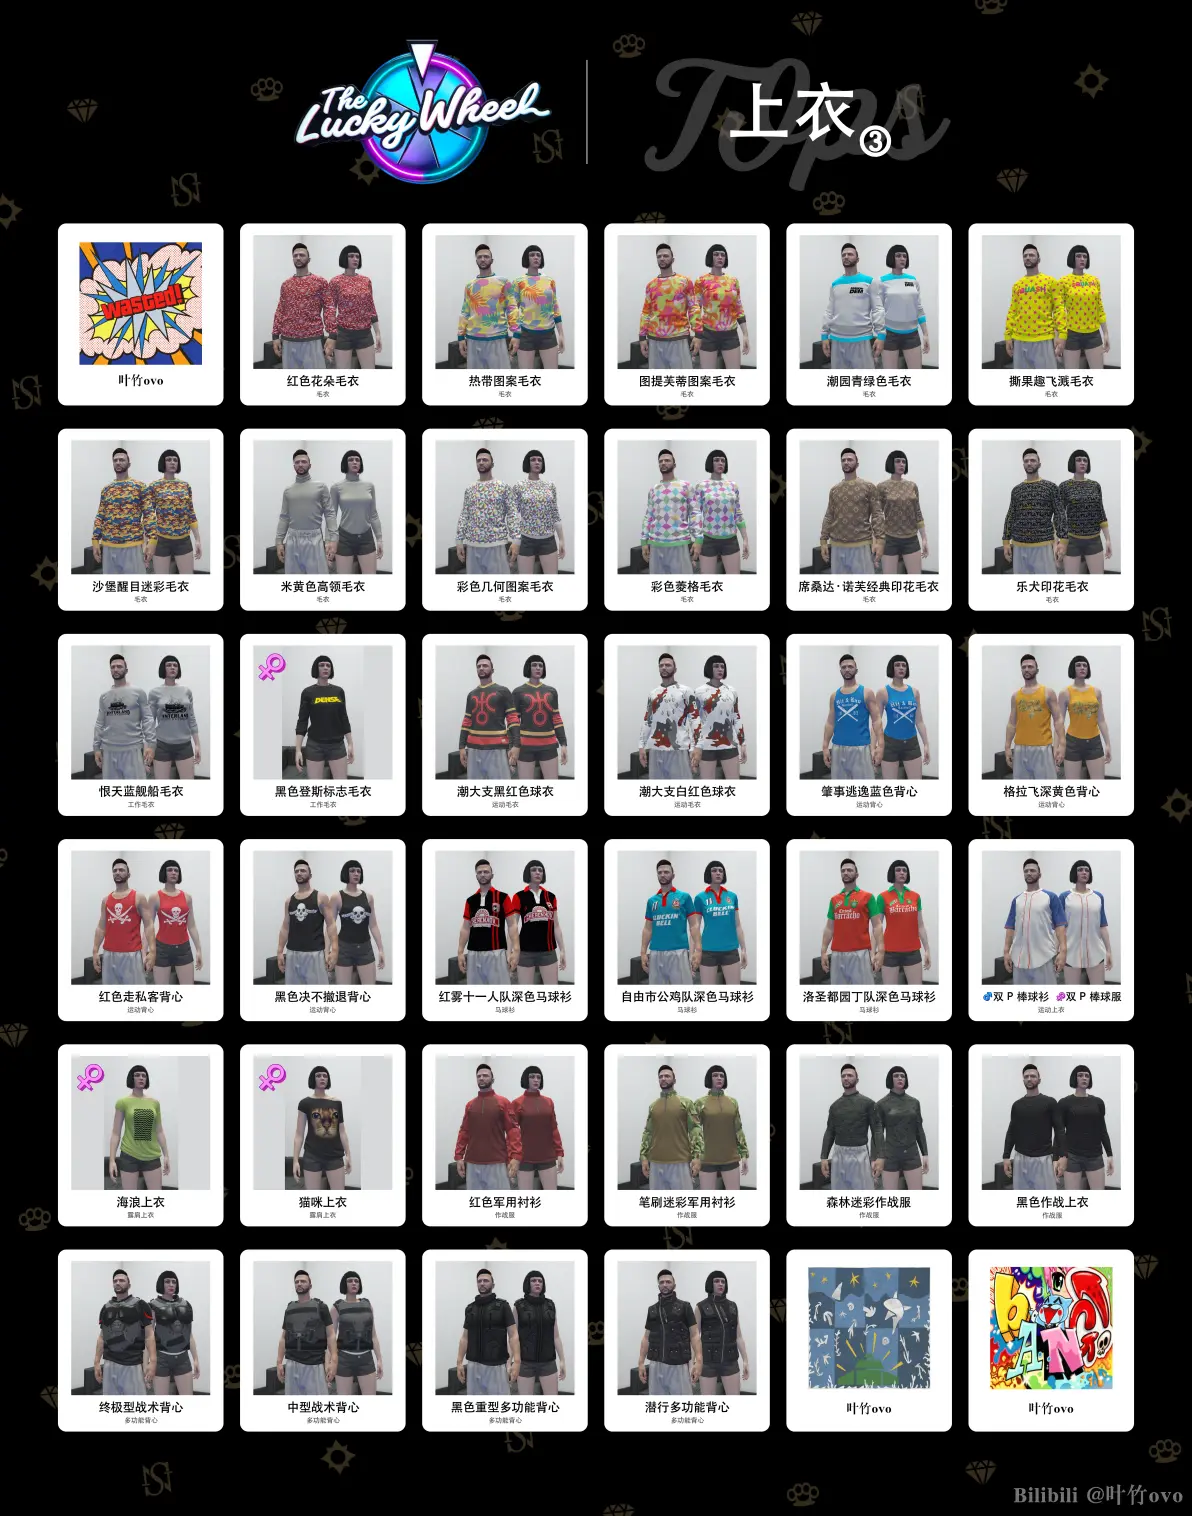 The
Lucky Wheel
Tops
上衣③
wasted!
叶竹ovo
红色花朵毛衣
毛衣
热带图案毛衣
毛衣
图提芙蒂图案毛衣
毛衣
潮园青绿色毛衣
毛衣
撕果趣飞溅毛衣
毛衣
沙堡醒目迷彩毛衣
毛衣
米黄色高领毛衣
毛衣
彩色几何图案毛衣
毛衣
彩色菱格毛衣
毛衣
席桑达·诺芙经典印花毛衣
毛衣
乐犬印花毛衣
毛衣
恨天蓝舰船毛衣
工作毛衣
DENSE
黑色登斯标志毛衣
工作毛衣
潮大支黑红色球衣
运动毛衣
潮大支白红色球衣
运动毛衣
肇事逃逸蓝色背心
运动背心
格拉飞深黄色背心
运动背心
红色走私客背心
运动背心
黑色决不撤退背心
运动背心
红雾十一人队深色马球衫
马球衫
CLUCKIN'
BELL
自由市公鸡队深色马球衫
马球衫
Barracho
洛圣都园丁队深色马球衫
马球衫
双 P 棒球衫 双 P 棒球服
运动上衣
海浪上衣
露肩上衣
猫咪上衣
露肩上衣
红色军用衬衫
作战服
笔刷迷彩军用衬衫
作战服
森林迷彩作战服
作战服
黑色作战上衣
作战服
终极型战术背心
多功能背心
中型战术背心
多功能背心
黑色重型多功能背心
多功能背心
潜行多功能背心
多功能背心
叶竹ovo
叶竹ovo
Bilibili @叶竹ovo